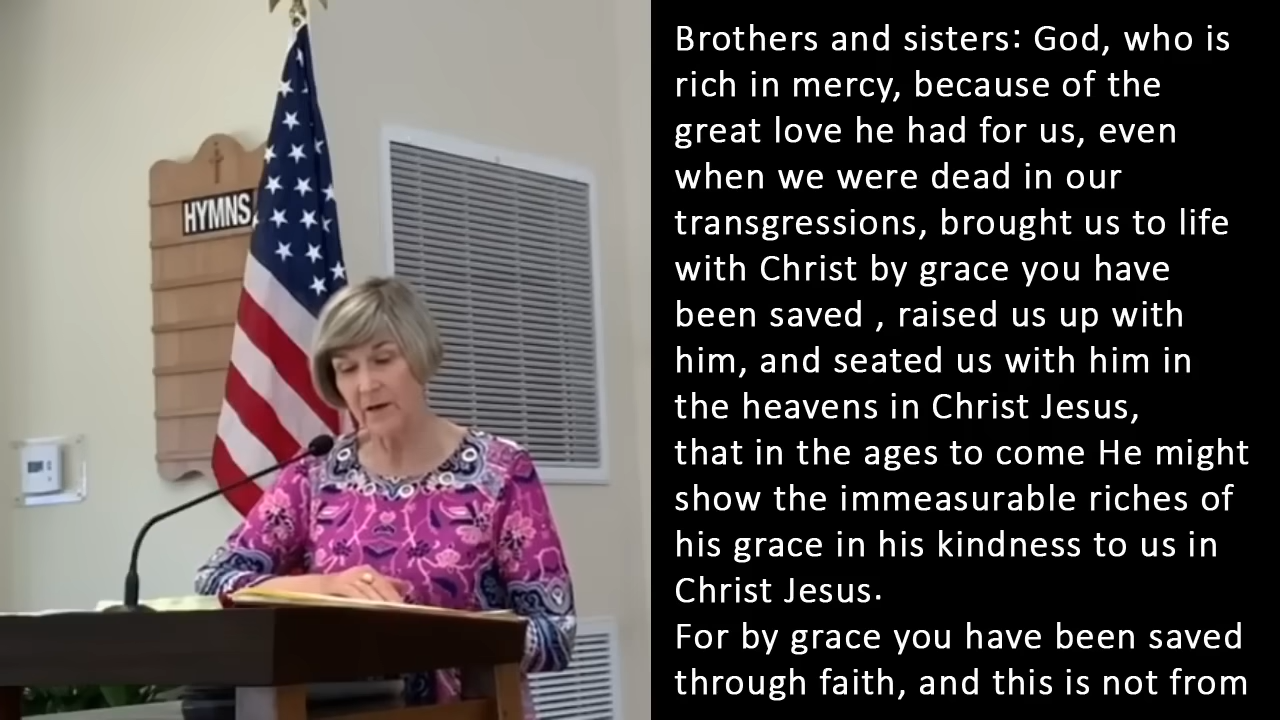 HYMNS
Brothers and sisters: God, who is
rich in mercy, because of the
great love he had for us, even
when we were dead in our
transgressions, brought us to life
with Christ by grace you have
been saved , raised us up with
him, and seated us with him in
the heavens in Christ Jesus,
that in the ages to come He might
show the immeasurable riches of
his grace in his kindness to us in
Christ Jesus.
For by grace you have been saved
through faith, and this is not from